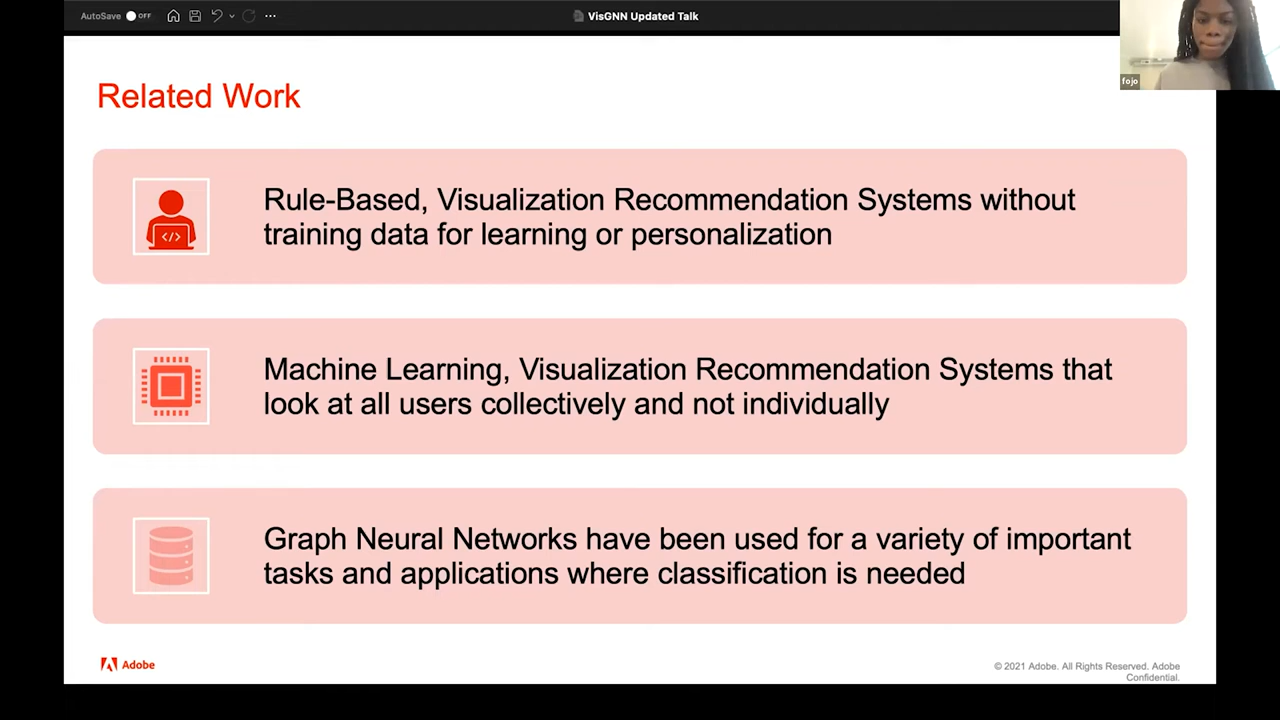 AutoSave OFF
VisGNN Updated Talk
fojo
Related Work
Rule-Based, Visualization Recommendation Systems without
training data for learning or personalization
</>
Machine Learning, Visualization Recommendation Systems that
look at all users collectively and not individually
Graph Neural Networks have been used for a variety of important
tasks and applications where classification is needed
Adobe
© 2021 Adobe. All Rights Reserved. Adobe
Confidential.